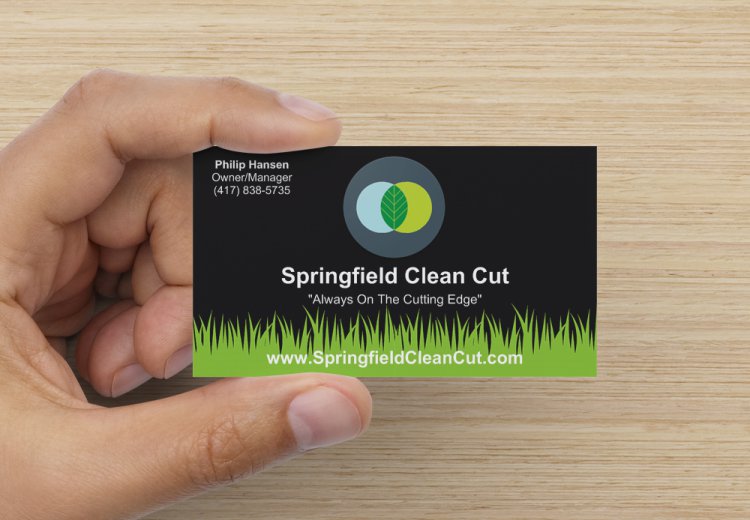 Philip Hansen
Owner/Manager
(417) 838-5735
Springfield Clean Cut
"Always On The Cutting Edge"
www.SpringfieldCleanCut.com